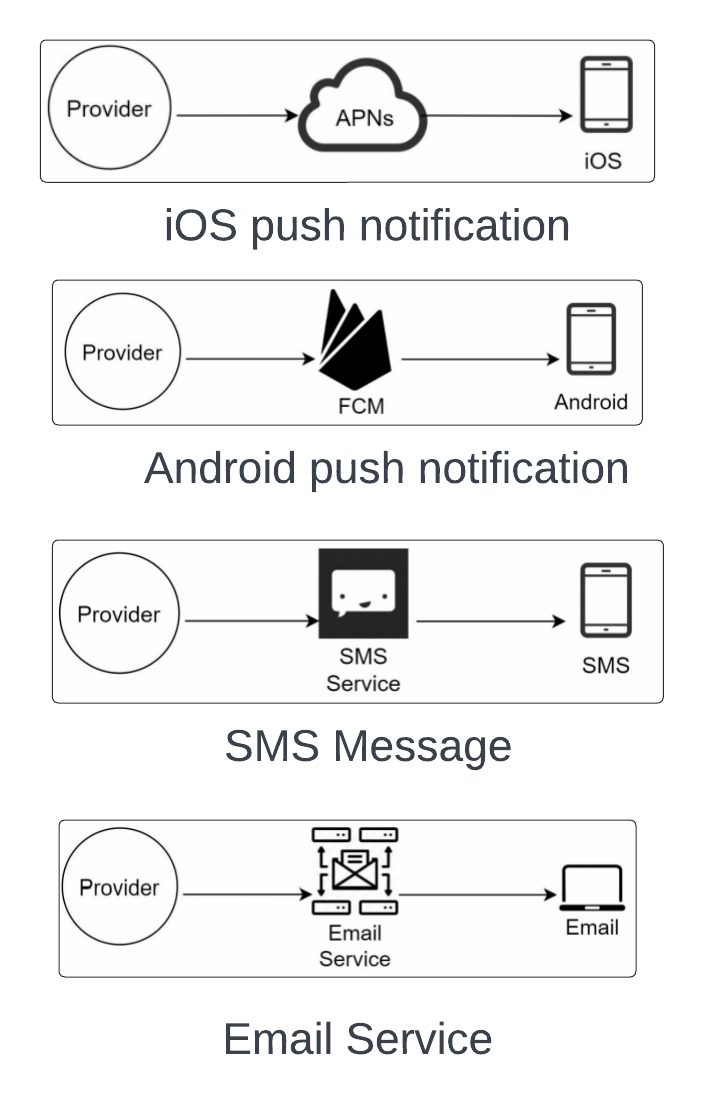 Provider
APNs
iOS
iOS push notification
Provider
FCM
Android
Android push notification
Provider
SMS
Service
SMS
SMS Message
Provider
Email
Service
Email
Email Service